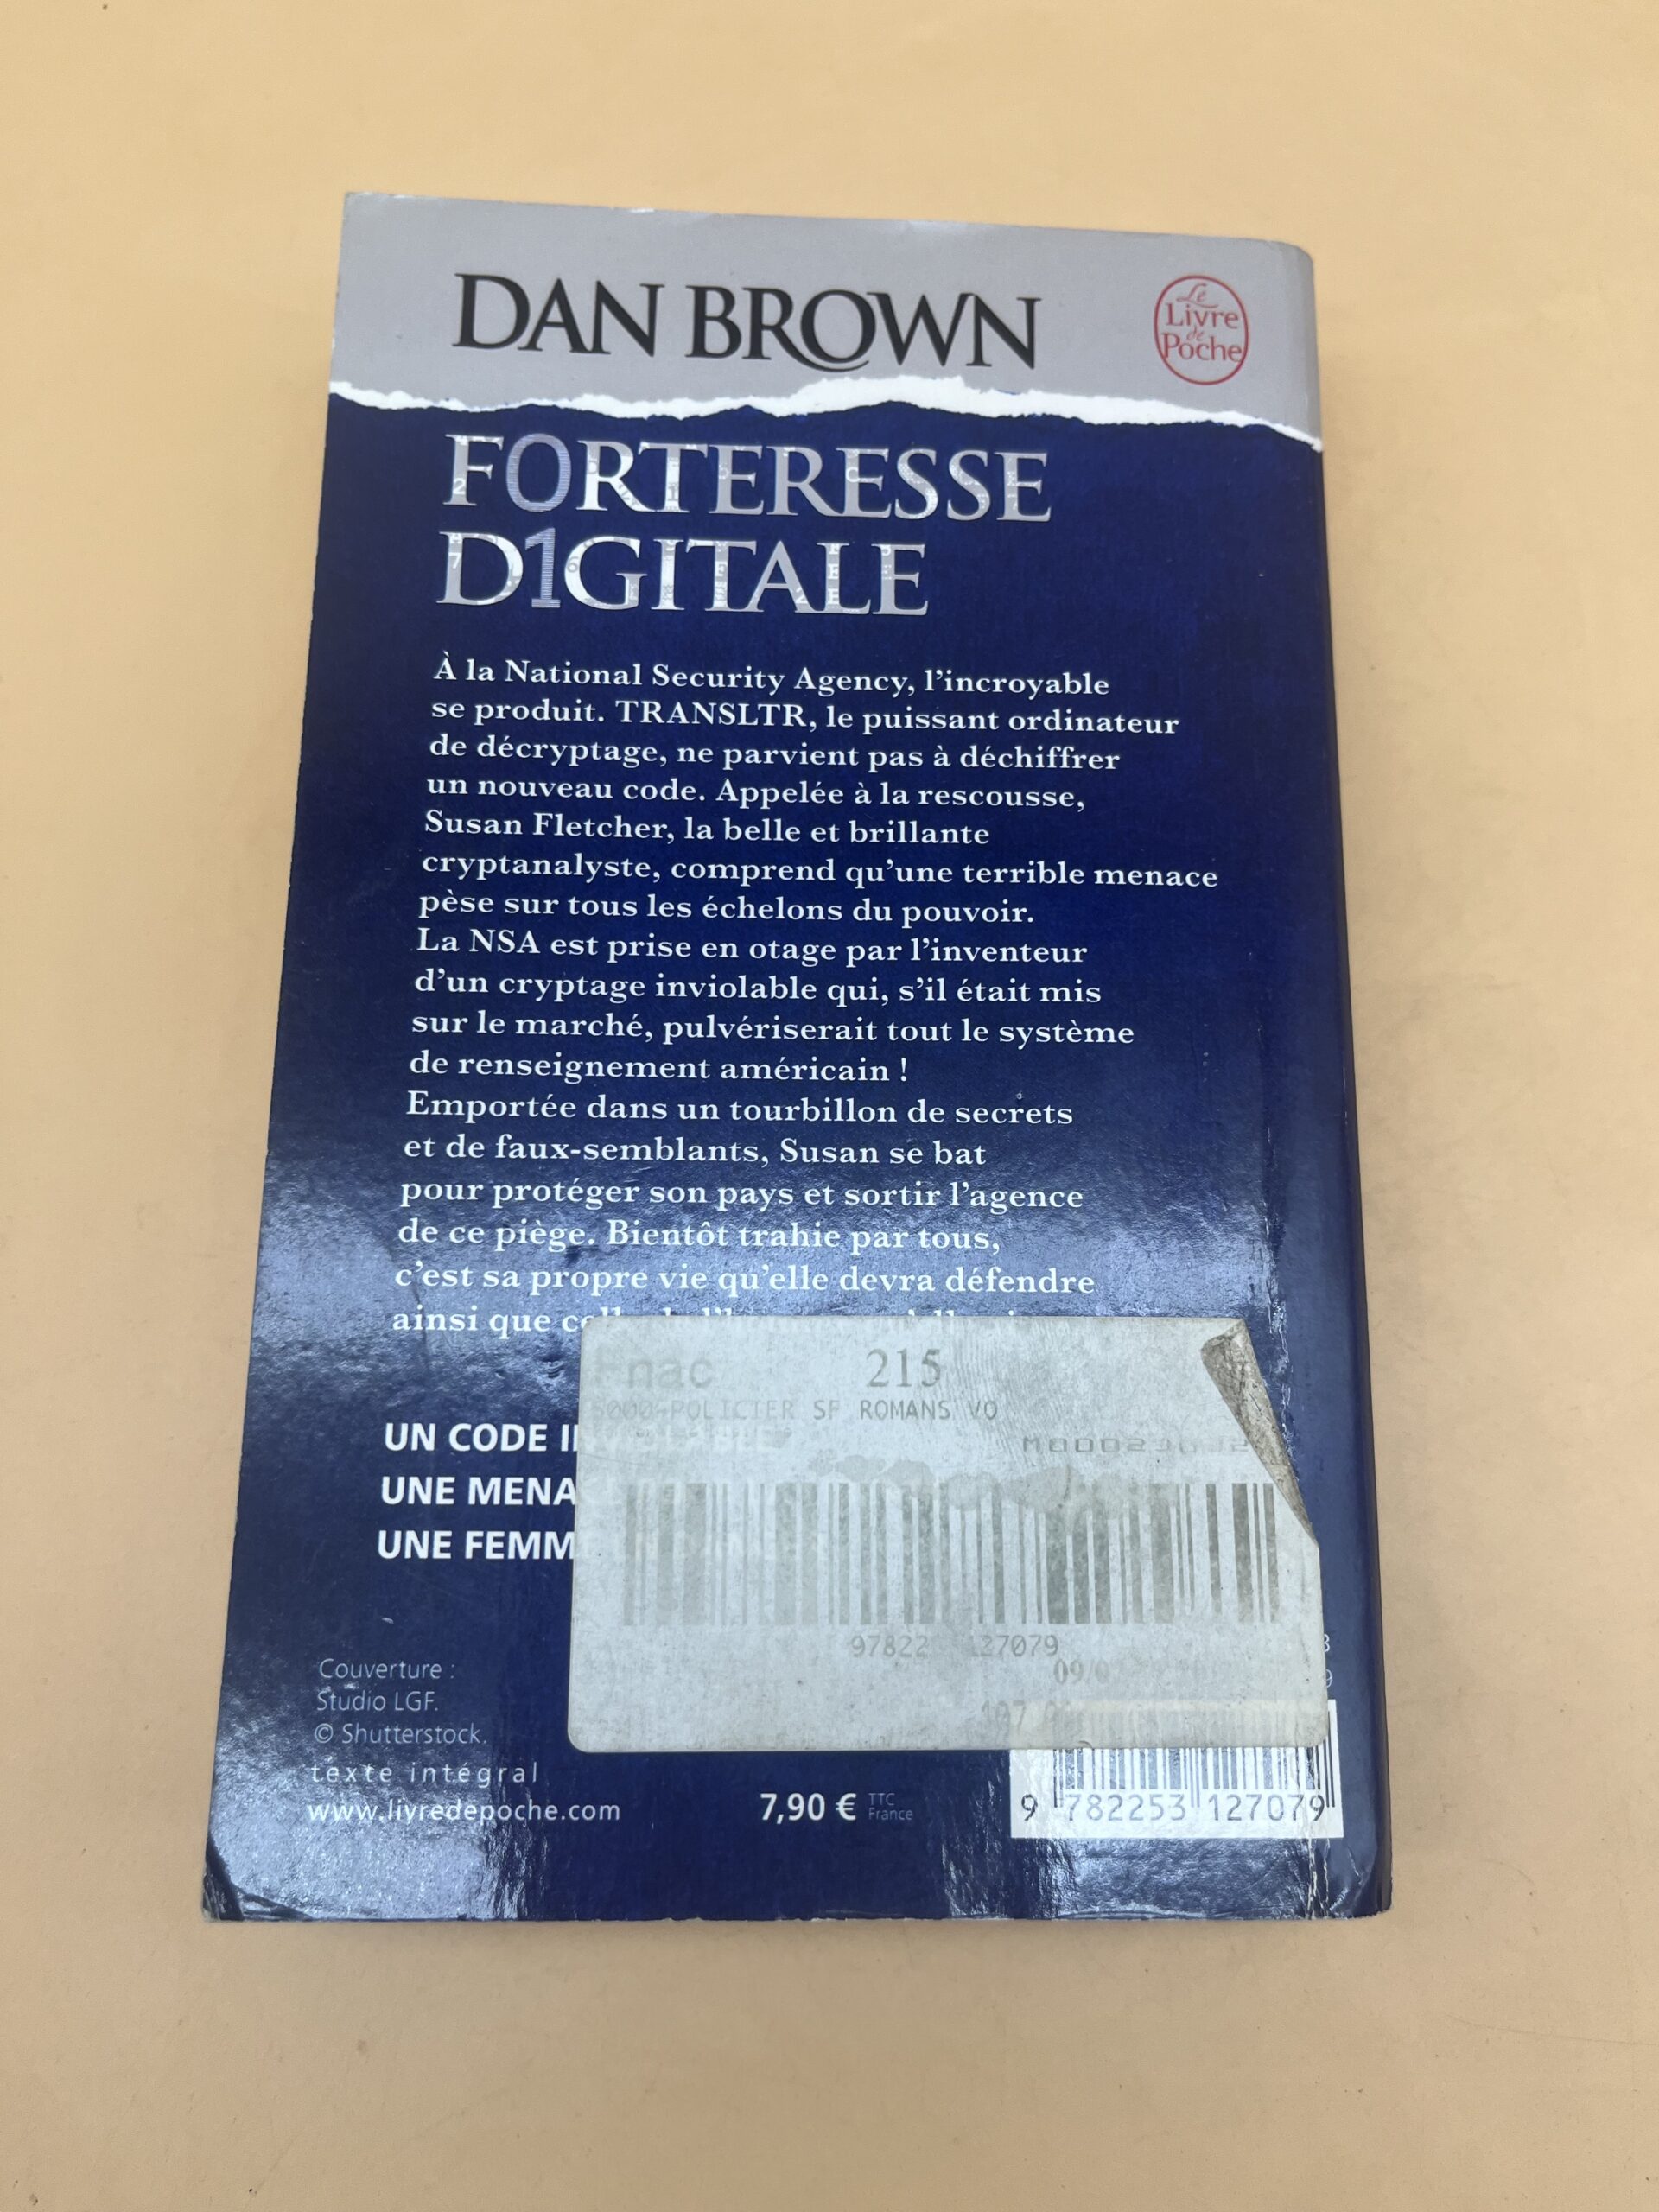 DAN BROWN
Le
Livre
de
Poche
F0RTERESSE
D1GITALE
À la National Security Agency, l'incroyable
se produit. TRANSLTR, le puissant ordinateur
de décryptage, ne parvient pas à déchiffrer
un nouveau code. Appelée à la rescousse,
Susan Fletcher, la belle et brillante
cryptanalyste, comprend qu'une terrible menace
pèse sur tous les échelons du pouvoir.
La NSA est prise en otage par l'inventeur
d'un cryptage inviolable qui, s'il était mis
sur le marché, pulvériserait tout le système
de renseignement américain !
Emportée dans un tourbillon de secrets
et de faux-semblants, Susan se bat
pour protéger son pays et sortir l'agence
de ce piège. Bientôt trahie par tous,
c'est sa propre vie qu'elle devra défendre
ainsi que
Fnac 215
POLICIER SF ROMANS VO
UN CODE
UNE
UNE
127079
Couverture :
Studio LGF.
© Shutterstock.
texte intégral
www.livredepoche.com
7,90 € TTC
France
9 782253 127079